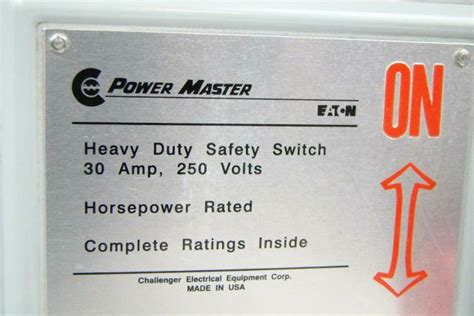 POWER MASTER
EATON
ON
Heavy Duty Safety Switch
30 Amp, 250 Volts
Horsepower Rated
Complete Ratings Inside
Challenger Electrical Equipment Corp.
MADE IN USA